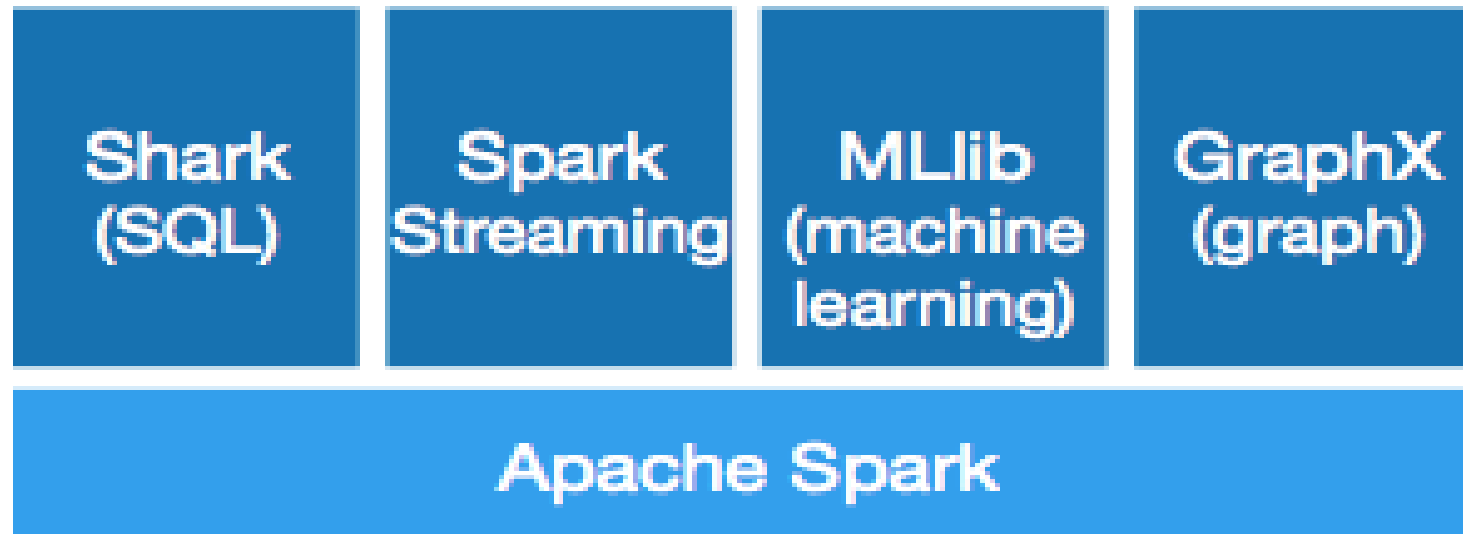 Shark
(SQL)
Spark
Streaming
MLlib
(machine
learning)
GraphX
(graph)
Apache Spark